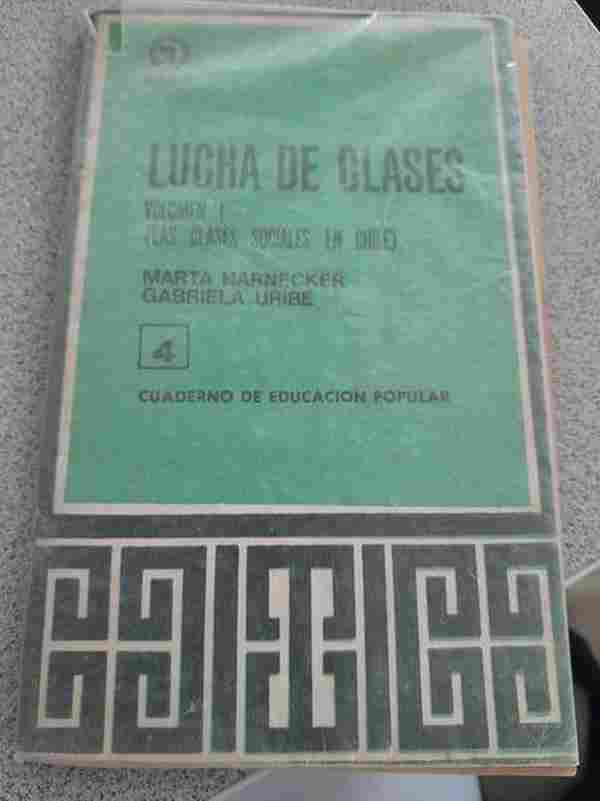 LUCHA DE CLASES
VOLUMEN I
(LAS CLASES SOCIALES EN CHILE)
MARTA HARNECKER
GABRIELA URIBE
4
CUADERNO DE EDUCACION POPULAR